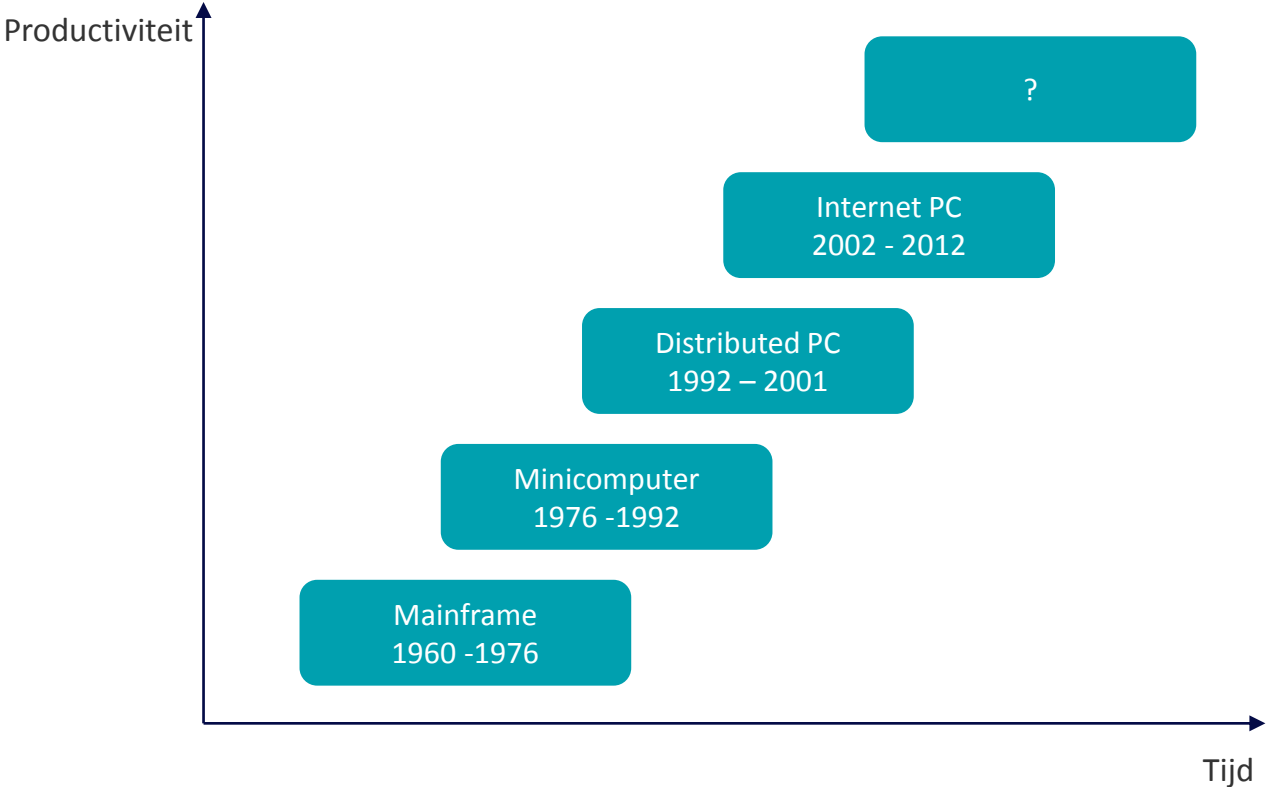 Productiviteit
?
Internet PC
2002 - 2012
Distributed PC
1992 – 2001
Minicomputer
1976 -1992
Mainframe
1960 -1976
Tijd